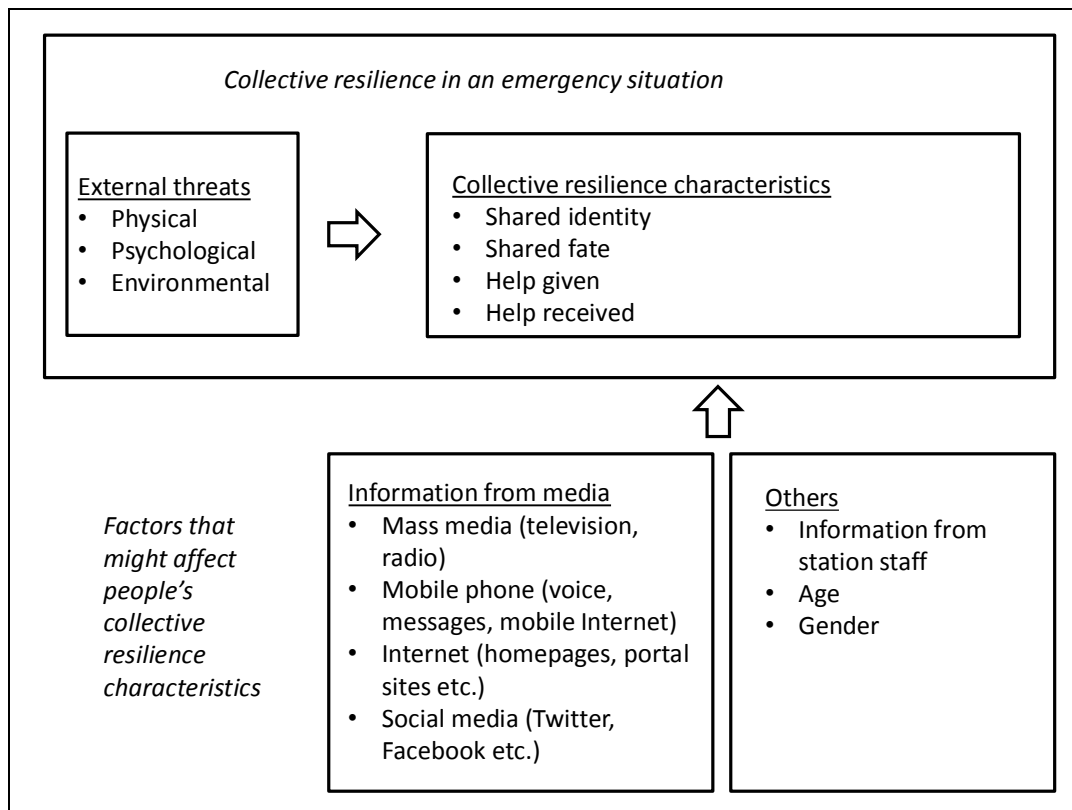 Collective resilience in an emergency situation
External threats
• Physical
• Psychological
• Environmental
Collective resilience characteristics
• Shared identity
• Shared fate
• Help given
• Help received
Factors that
might affect
people's
collective
resilience
characteristics
Information from media
• Mass media (television,
radio)
• Mobile phone (voice,
messages, mobile Internet)
• Internet (homepages, portal
sites etc.)
• Social media (Twitter,
Facebook etc.)
Others
• Information from
station staff
• Age
• Gender